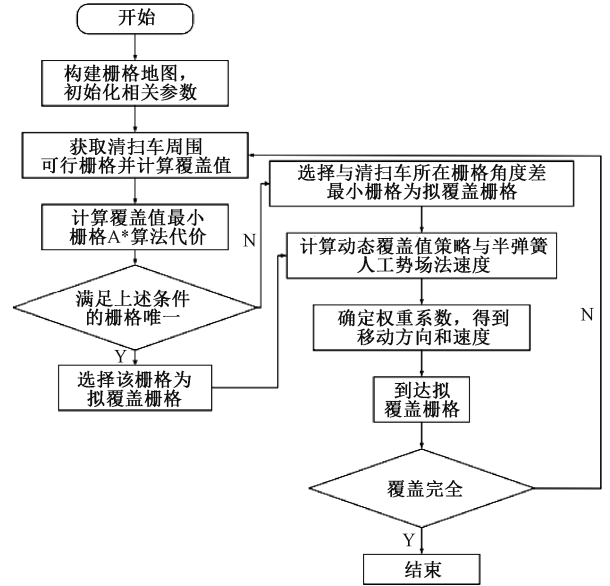 开始
构建栅格地图，
初始化相关参数
获取清扫车周围
可行栅格并计算覆盖值
计算覆盖值最小
栅格A*算法代价
N
满足上述条件
的栅格唯一
Y
选择该栅格为
拟覆盖栅格
选择与清扫车所在栅格角度差
最小栅格为拟覆盖栅格
计算动态覆盖值策略与半弹簧
人工势场法速度
确定权重系数，得到
移动方向和速度
N
到达拟
覆盖栅格
覆盖完全
Y
结束